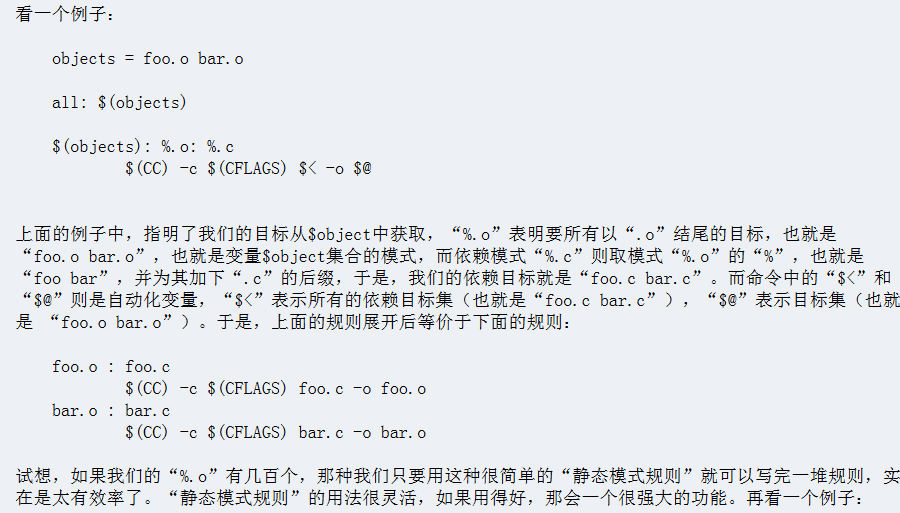 看一个例子:
objects = foo.o bar.o
all: $(objects)
$(objects): %.o: %.c
$(CC) -c $(CFLAGS) $< -o $@
上面的例子中，指明了我们的目标从$object中获取，“%.o”表明要所有以“.o”结尾的目标，也就是
“foo.o bar.o”，也就是变量$object集合的模式，而依赖模式“%.c”则取模式“%.o”的“%”，也就是
“foo bar”，并为其加下“.c”的后缀，于是，我们的依赖目标就是“foo.c bar.c”。而命令中的“$<”和
“$@”则是自动化变量，“$<”表示所有的依赖目标集（也就是“foo.c bar.c”），“$@”表示目标集（也就
是 “foo.o bar.o”）。于是，上面的规则展开后等价于下面的规则:
foo.o : foo.c
$(CC) -c $(CFLAGS) foo.c -o foo.o
bar.o : bar.c
$(CC) -c $(CFLAGS) bar.c -o bar.o
试想，如果我们的“%.o”有几百个，那种我们只要用这种很简单的“静态模式规则”就可以写完一堆规则，实
在是太有效率了。“静态模式规则”的用法很灵活，如果用得好，那会一个很强大的功能。再看一个例子: